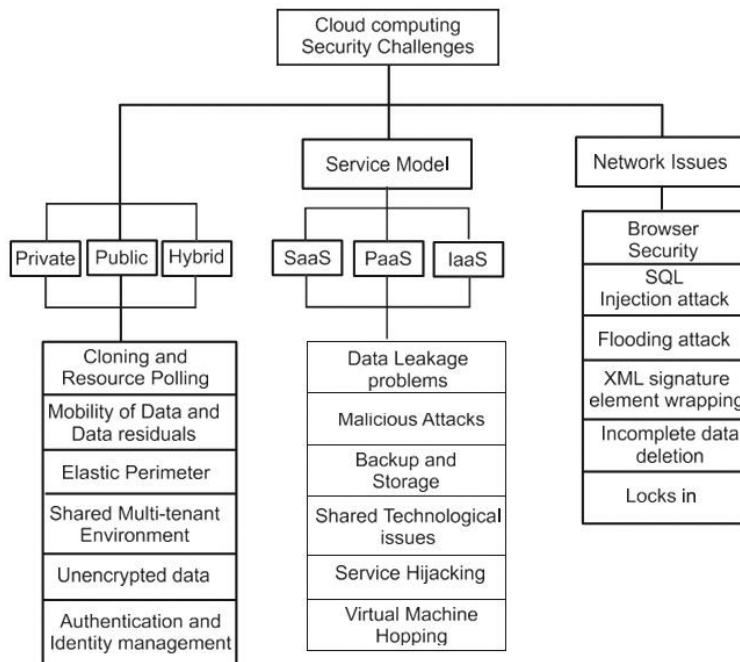 Cloud computing
Security Challenges
Service Model
Network Issues
Private
Public
Hybrid
SaaS
PaaS
IaaS
Cloning and
Resource Polling
Mobility of Data and
Data residuals
Elastic Perimeter
Shared Multi-tenant
Environment
Unencrypted data
Authentication and
Identity management
Data Leakage
problems
Malicious Attacks
Backup and
Storage
Shared Technological
issues
Service Hijacking
Virtual Machine
Hopping
Browser
Security
SQL
Injection attack
Flooding attack
XML signature
element wrapping
Incomplete data
deletion
Locks in